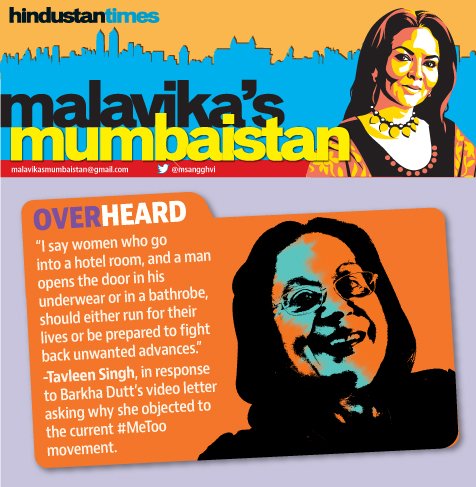 hindustantimes
malavika's
mumbaistan
malavikasmumbaistan@gmail.com @msangghvi
OVERHEARD
"I say women who go
into a hotel room, and a man
opens the door in his
underwear or in a bathrobe,
should either run for their
lives or be prepared to fight
back unwanted advances."
-Tavleen Singh, in response
to Barkha Dutt's video letter
asking why she objected to
the current #MeToo
movement.